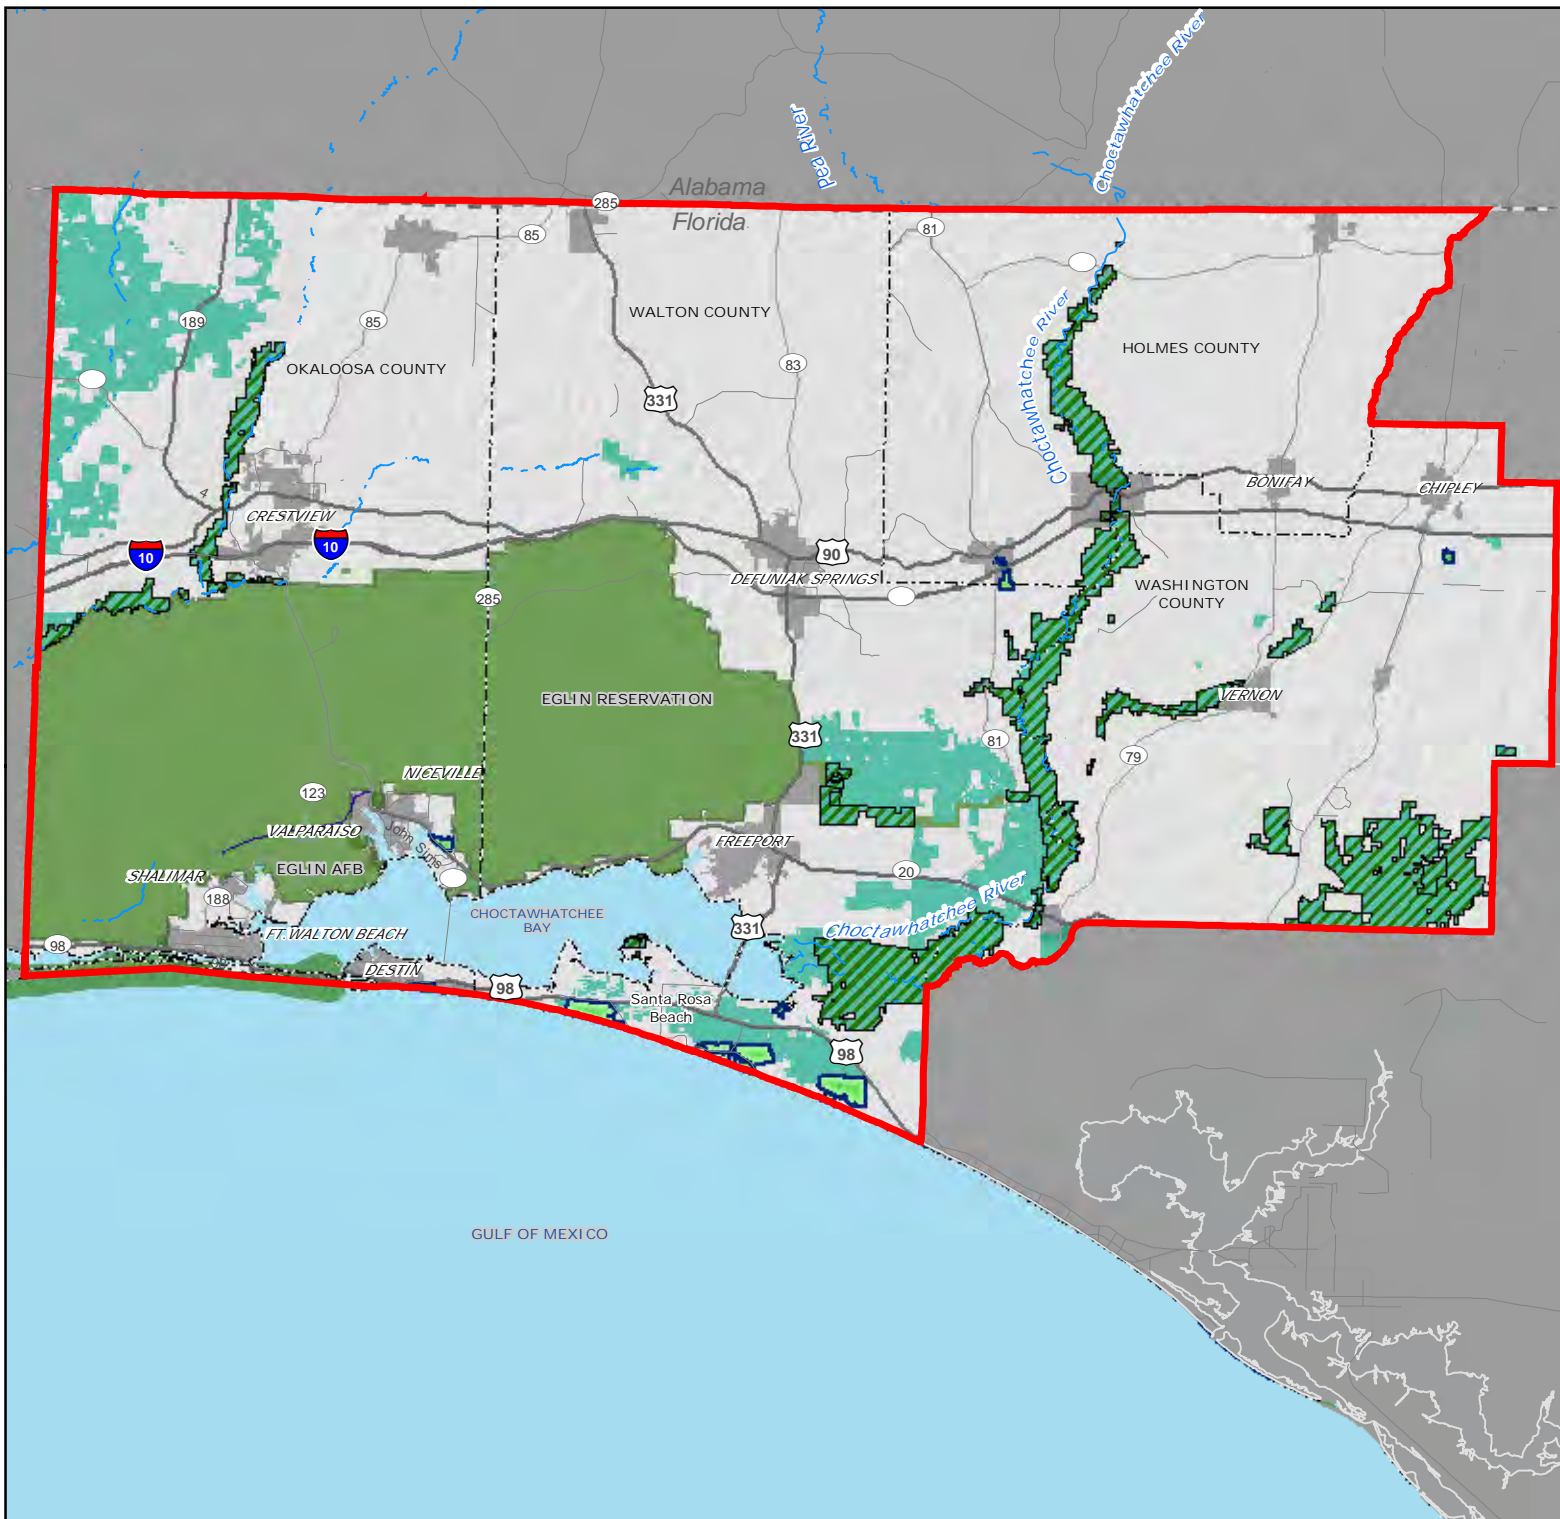 Choctawhatchee River
Pea River
Alabama
Florida
285
85
81
WALTON COUNTY
189
85
Choctawhatchee River
HOLMES COUNTY
OKALOOSA COUNTY
83
331
BONIFAY
CHIPLEY
4
CRESTVIEW
10
10
90
DEFUNIAK SPRINGS
WASHINGTON
COUNTY
285
EGLIN RESERVATION
VERNON
331
81
79
NICEVILLE
123
VALPARAISO
John Sims
FREEPORT
EGLIN AFB
SHALIMAR
20
188
Choctawhatchee River
CHOCTAWHATCHEE
BAY
331
FT.WALTON BEACH
98
DESTIN
98
Santa Rosa
Beach
98
GULF OF MEXICO